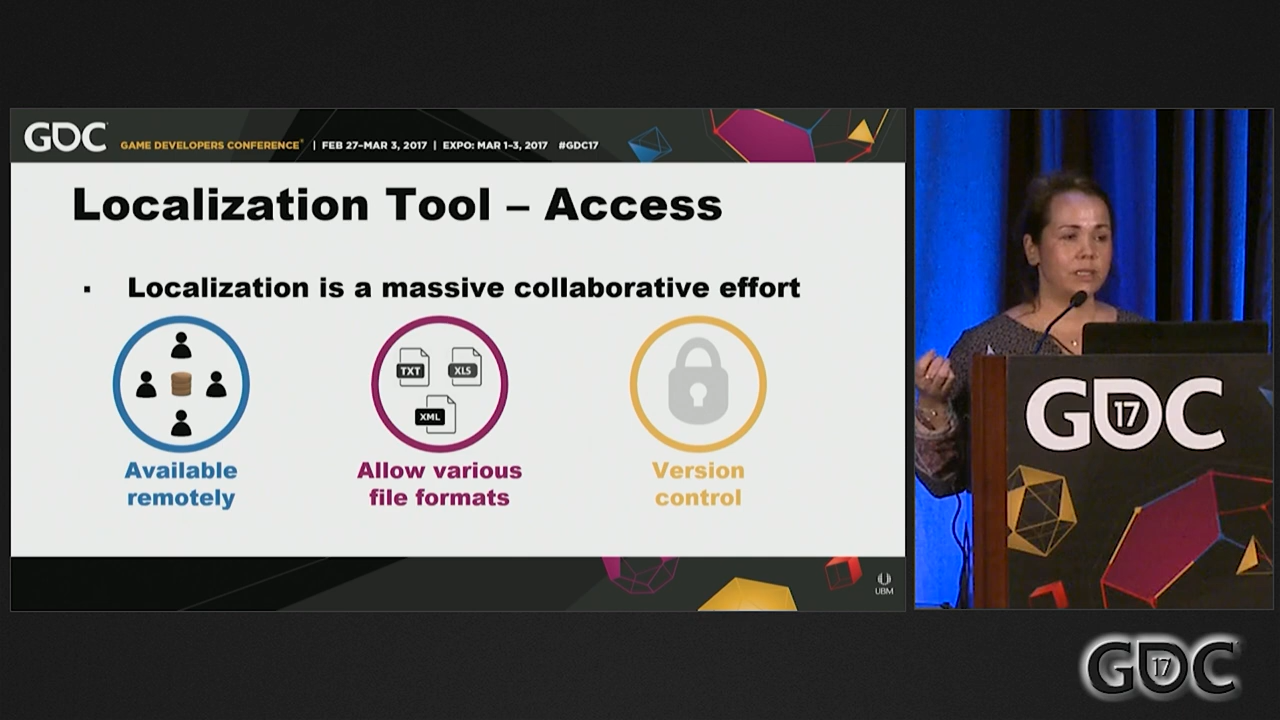 GDC
GAME DEVELOPERS CONFERENCE® | FEB 27–MAR 3, 2017 | EXPO: MAR 1–3, 2017 #GDC17
Localization Tool – Access
▪ Localization is a massive collaborative effort
TXT XLS
XML
Available
remotely
Allow various
file formats
Version
control
UBM
GDC
17
GDC
17